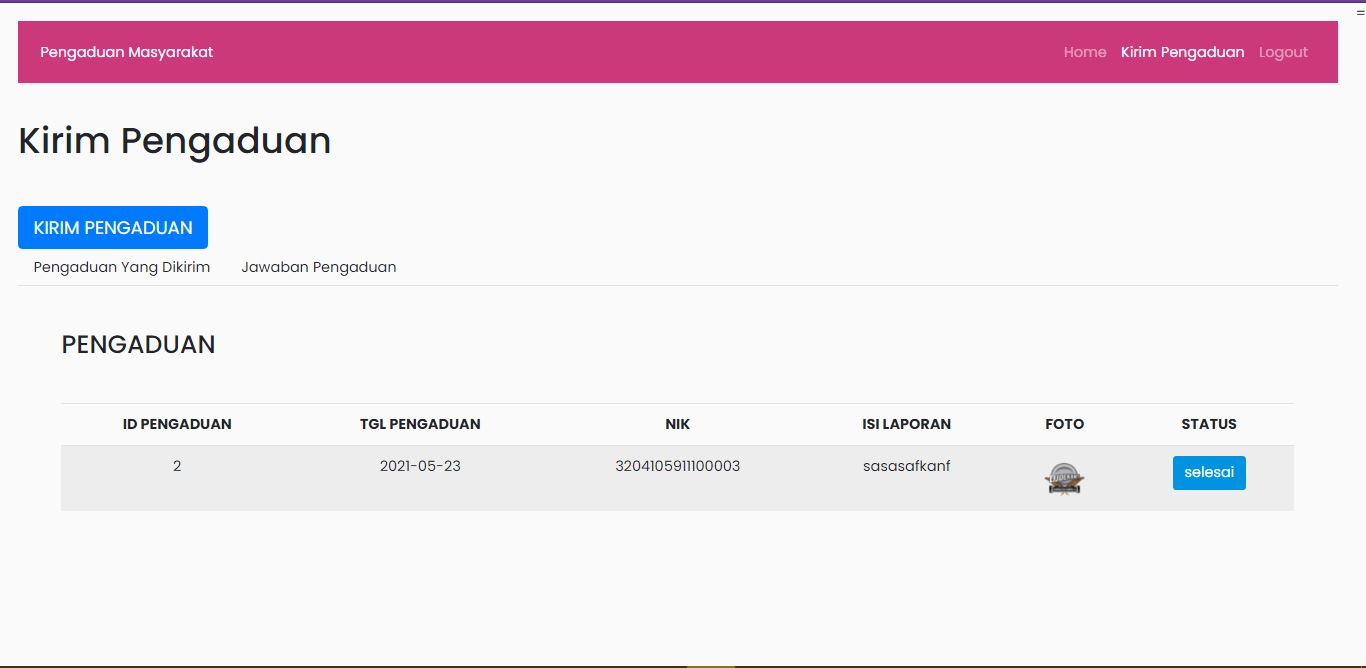 Pengaduan Masyarakat
Home Kirim Pengaduan Logout
Kirim Pengaduan
KIRIM PENGADUAN
Pengaduan Yang Dikirim Jawaban Pengaduan
PENGADUAN
ID PENGADUAN TGL PENGADUAN NIK ISI LAPORAN FOTO STATUS
2 2021-05-23 3204105911100003 sasasafkanf selesai